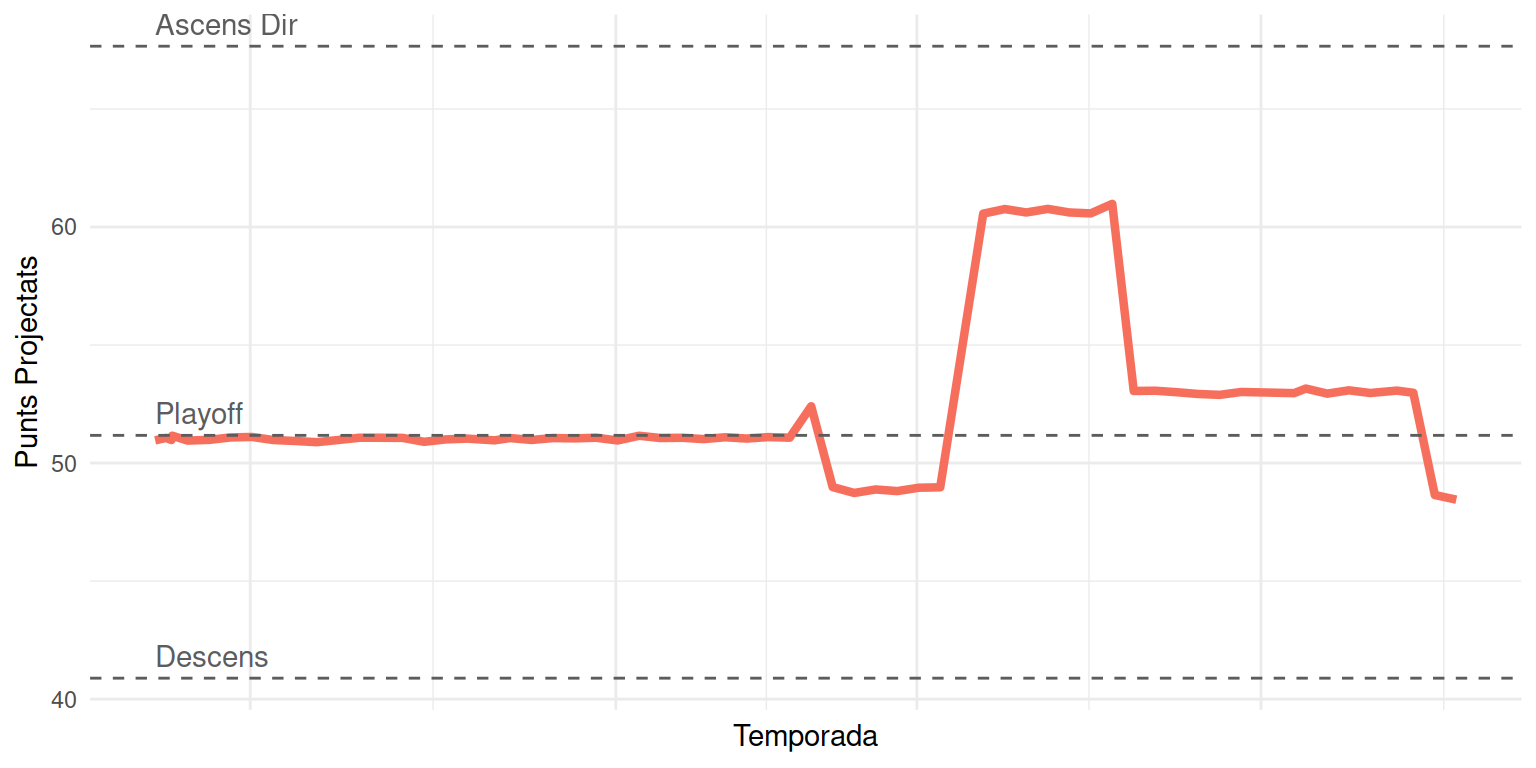 Ascens Dir
60
Punts Projectats
Playoff
50
Descens
40
Temporada